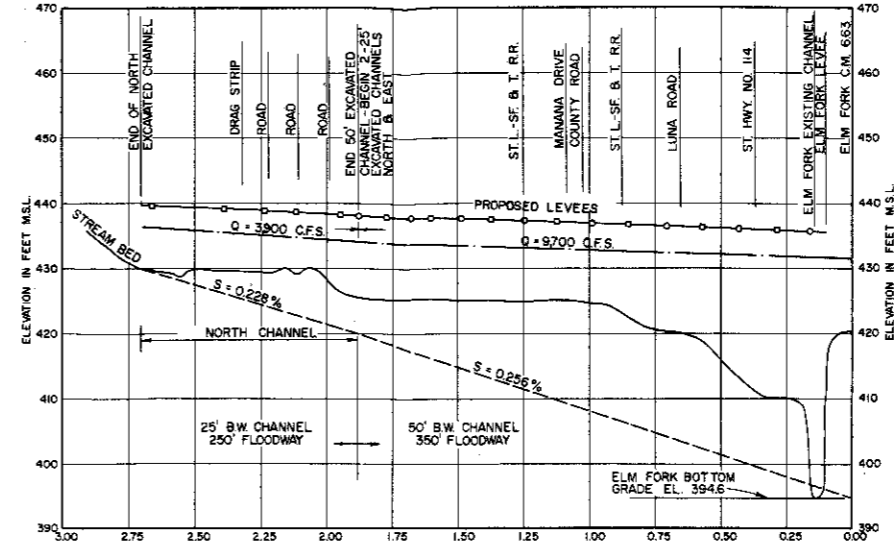 470
460
450
440
430
420
410
400
390
ELEVATION IN FEET M.S.L.
END OF NORTH
EXCAVATED CHANNEL
DRAG STRIP
ROAD
ROAD
ROAD
END 50' EXCAVATED
CHANNEL - BEGIN 2-25'
EXCAVATED CHANNELS
NORTH & EAST
ST. L.-SF. & T. R.R.
MANANA DRIVE
COUNTY ROAD
ST. L.-SF. & T. R.R.
LUNA ROAD
ST. HWY. NO. 114
ELM FORK EXISTING CHANNEL
ELM FORK LEVEE
ELM FORK C.M. 6.63
PROPOSED LEVEES
Q = 3,900 C.F.S.
Q = 9,700 C.F.S.
STREAM BED
S = 0.228%
NORTH CHANNEL
S = 0.256%
25' B.W. CHANNEL
250' FLOODWAY
50' B.W. CHANNEL
350' FLOODWAY
ELM FORK BOTTOM
GRADE EL. 394.6
470
460
450
440
430
420
410
400
390
ELEVATION IN FEET M.S.L.
3.00 2.75 2.50 2.25 2.00 1.75 1.50 1.25 1.00 0.75 0.50 0.25 0.00